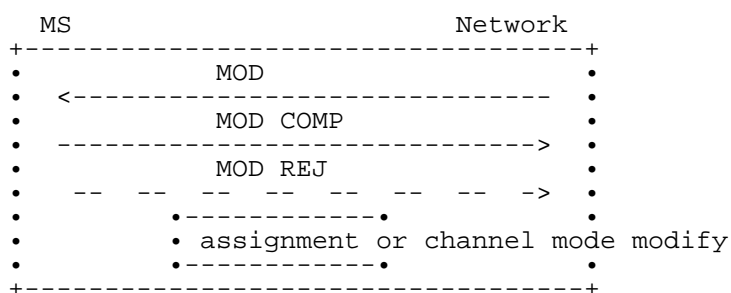 MS Network
MOD
MOD COMP
MOD REJ
assignment or channel mode modify